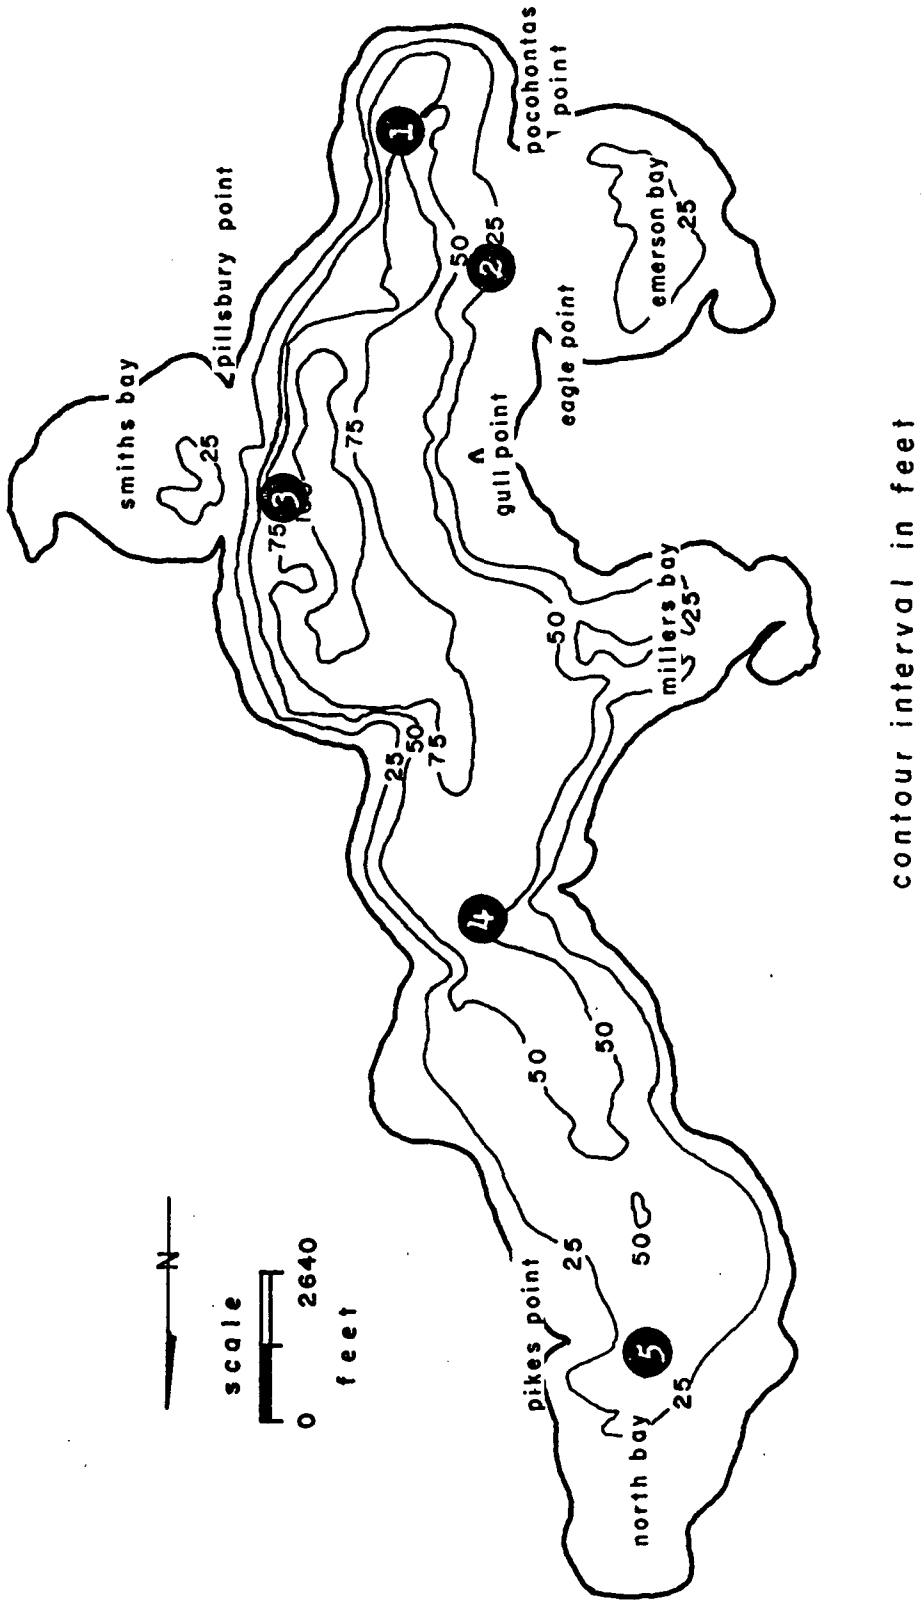 pocohontas
point
1
pillsbury point
emerson bay
25
50
25
2
smiths bay
25
eagle point
75
gull point
3
75
50
millers bay
25
25
50
75
4
50
50
N
scale
0 2640
feet
pikes point
25
50
5
25
north bay
contour interval in feet